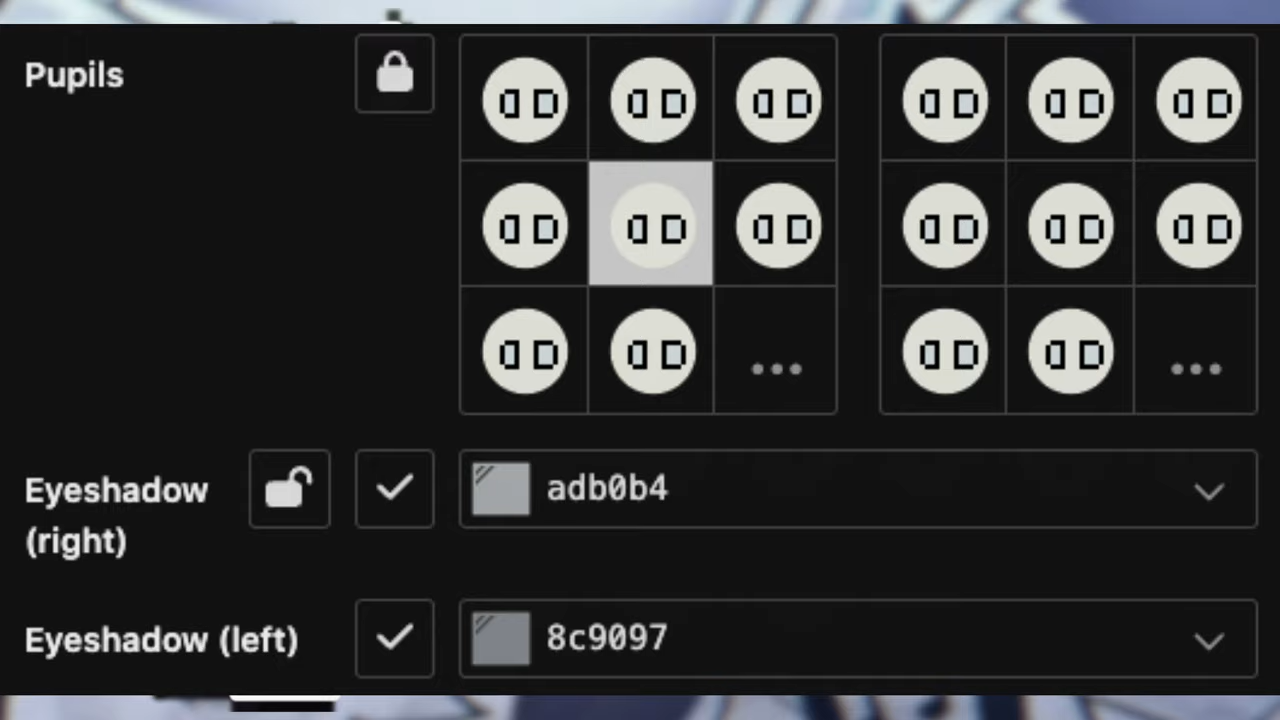 Pupils
...
...
Eyeshadow
(right)
adb0b4
Eyeshadow (left)
8c9097